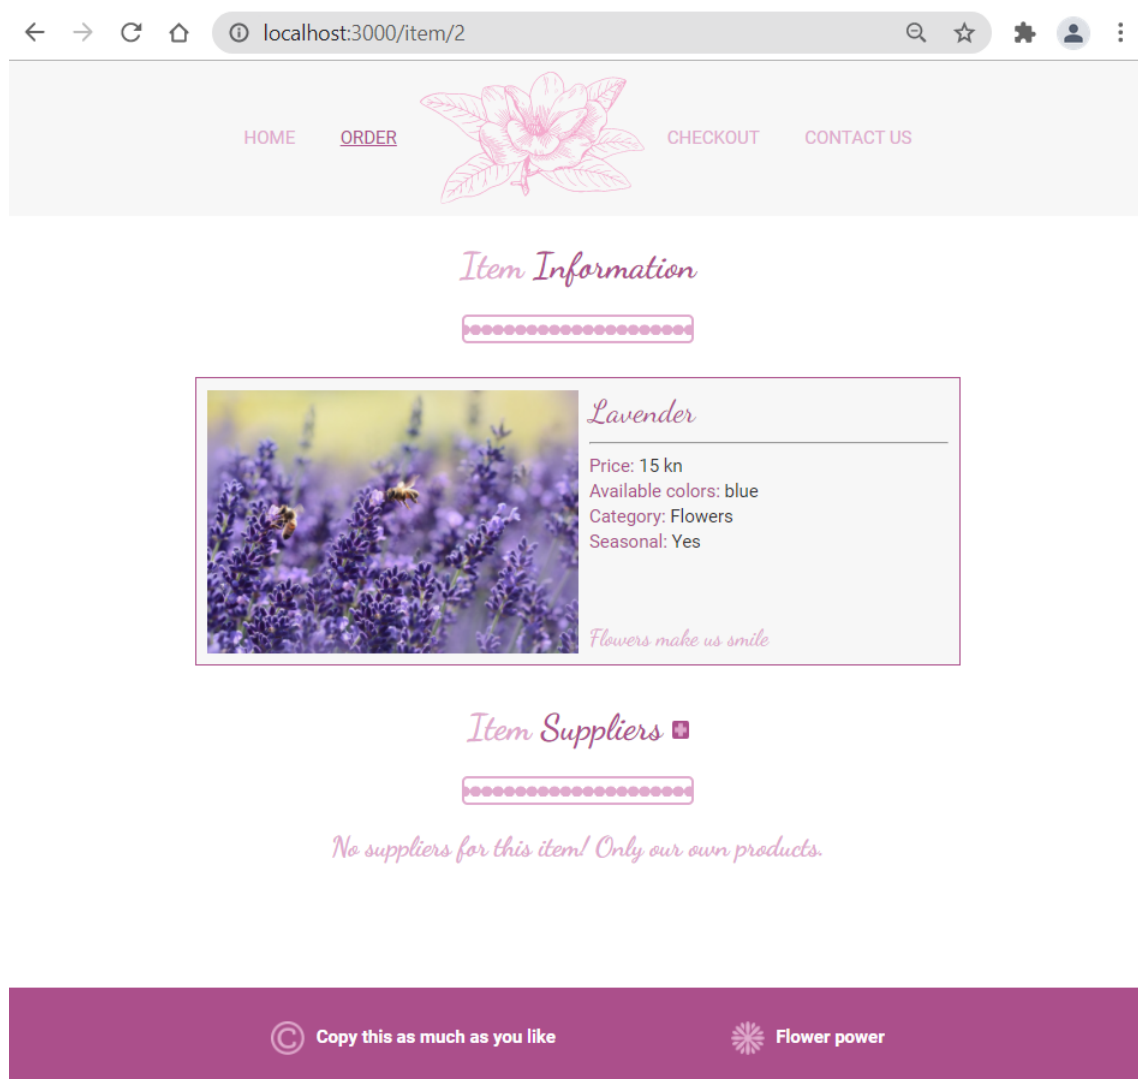 localhost:3000/item/2
HOME ORDER CHECKOUT CONTACT US
Item Information
Lavender
Price: 15 kn
Available colors: blue
Category: Flowers
Seasonal: Yes
Flowers make us smile
Item Suppliers
No suppliers for this item! Only our own products.
© Copy this as much as you like Flower power